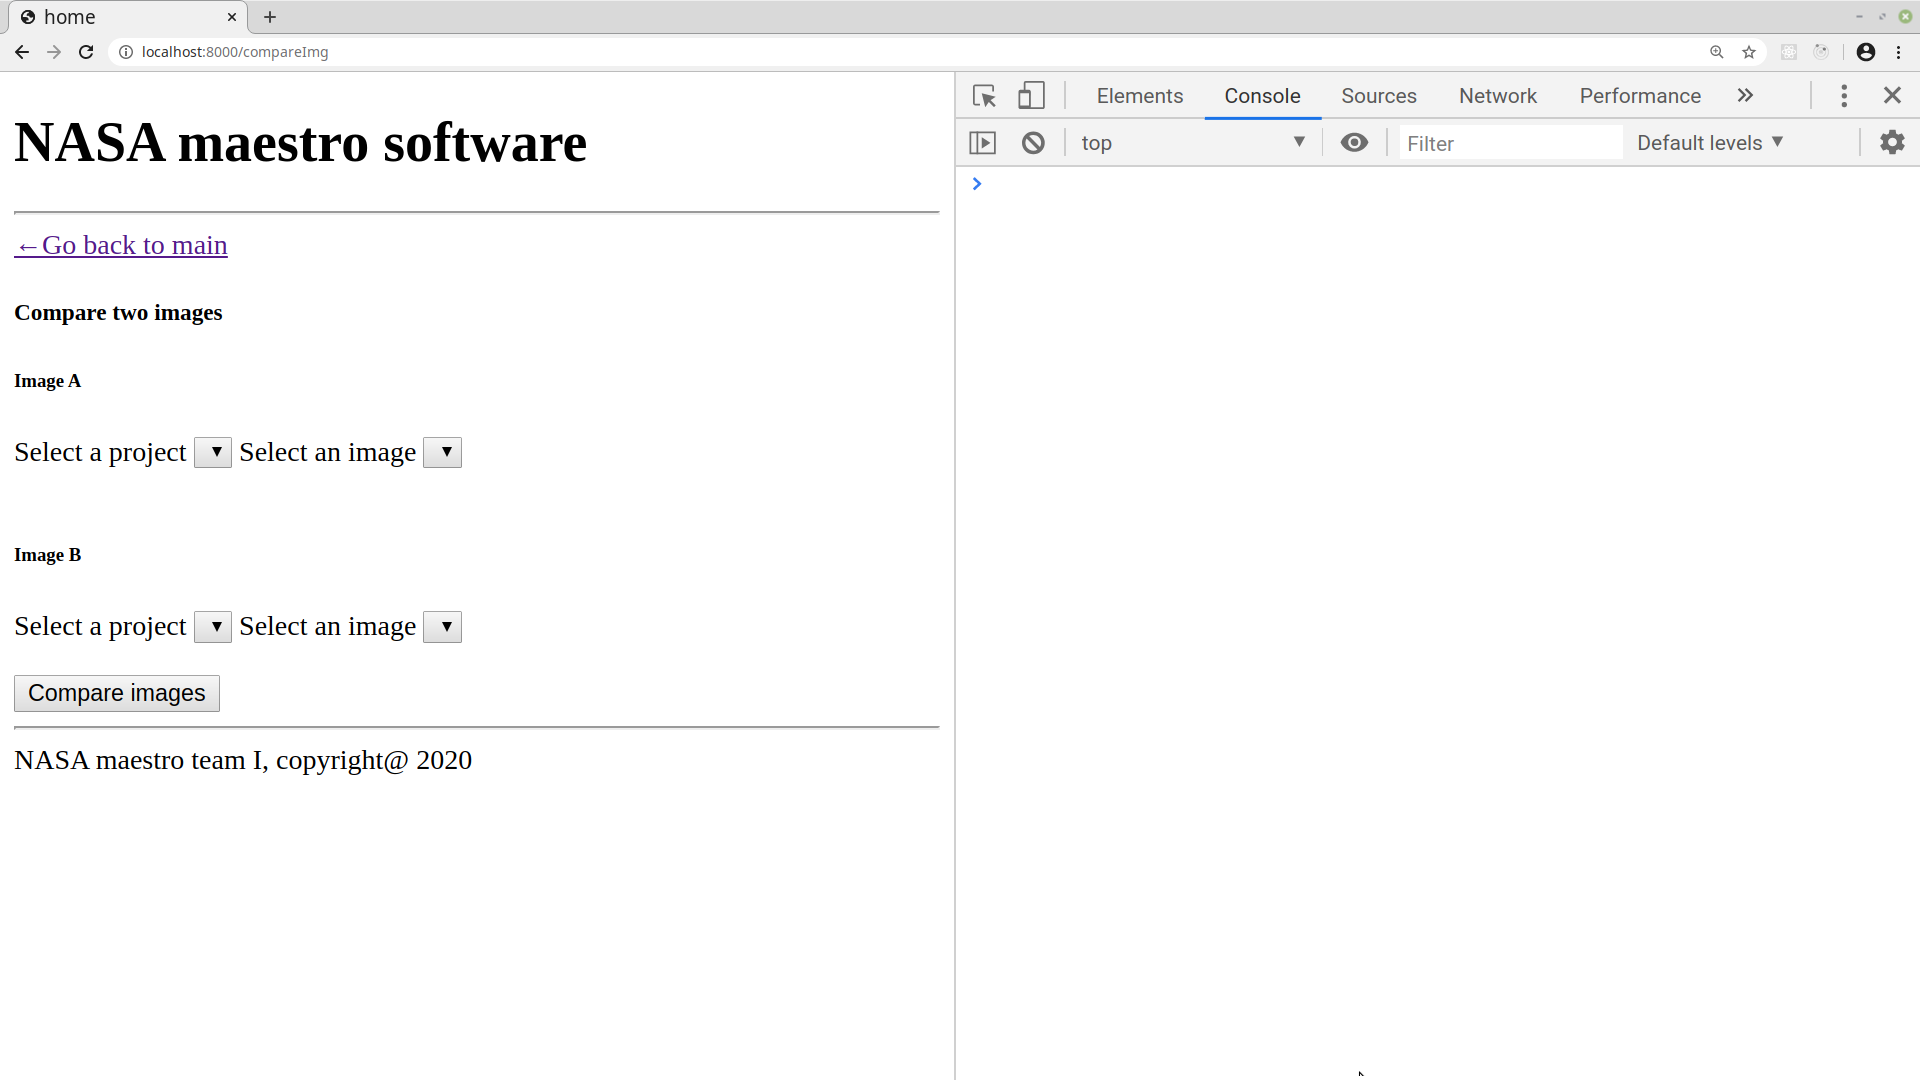 home
localhost:8000/compareImg
NASA maestro software
←Go back to main
Compare two images
Image A
Select a project Select an image
Image B
Select a project Select an image
Compare images
NASA maestro team I, copyright@ 2020
Elements Console Sources Network Performance
top Filter Default levels